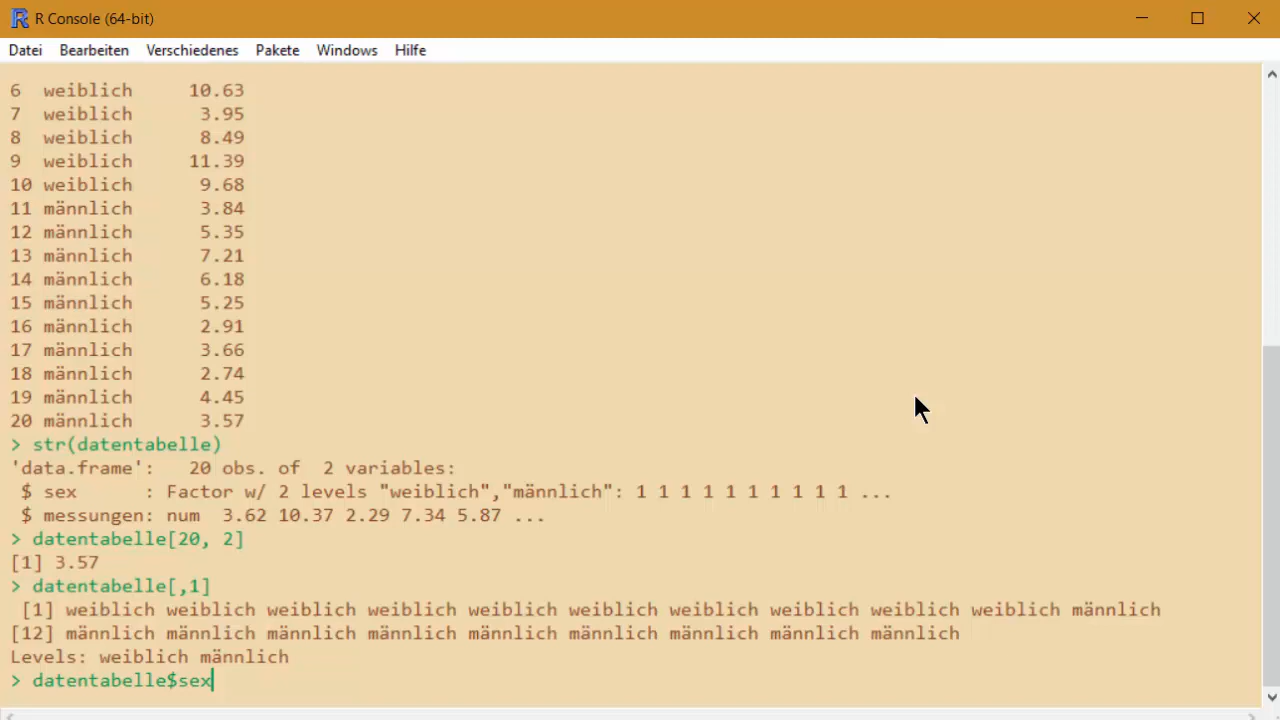 R Console (64-bit)
Datei Bearbeiten Verschiedenes Pakete Windows Hilfe
6 weiblich 10.63
7 weiblich 3.95
8 weiblich 8.49
9 weiblich 11.39
10 weiblich 9.68
11 männlich 3.84
12 männlich 5.35
13 männlich 7.21
14 männlich 6.18
15 männlich 5.25
16 männlich 2.91
17 männlich 3.66
18 männlich 2.74
19 männlich 4.45
20 männlich 3.57
> str(datentabelle)
'data.frame': 20 obs. of 2 variables:
$ sex : Factor w/ 2 levels "weiblich","männlich": 1 1 1 1 1 1 1 1 1 1 ...
$ messungen: num 3.62 10.37 2.29 7.34 5.87 ...
> datentabelle[20, 2]
[1] 3.57
> datentabelle[,1]
[1] weiblich weiblich weiblich weiblich weiblich weiblich weiblich weiblich weiblich weiblich männlich
[12] männlich männlich männlich männlich männlich männlich männlich männlich männlich
Levels: weiblich männlich
> datentabelle$sex